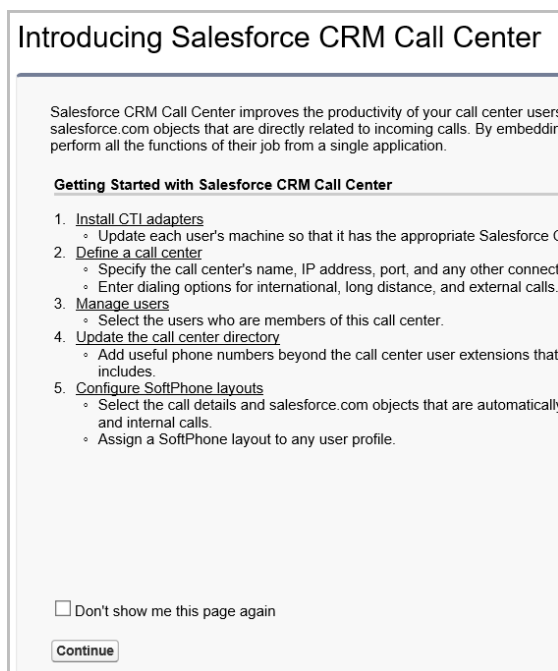 Introducing Salesforce CRM Call Center
Salesforce CRM Call Center improves the productivity of your call center users
salesforce.com objects that are directly related to incoming calls. By embeddin
perform all the functions of their job from a single application.
Getting Started with Salesforce CRM Call Center
1. Install CTI adapters
◦ Update each user's machine so that it has the appropriate Salesforce C
2. Define a call center
◦ Specify the call center's name, IP address, port, and any other connect
◦ Enter dialing options for international, long distance, and external calls.
3. Manage users
◦ Select the users who are members of this call center.
4. Update the call center directory
◦ Add useful phone numbers beyond the call center user extensions that
includes.
5. Configure SoftPhone layouts
◦ Select the call details and salesforce.com objects that are automatically
and internal calls.
◦ Assign a SoftPhone layout to any user profile.
Don't show me this page again
Continue